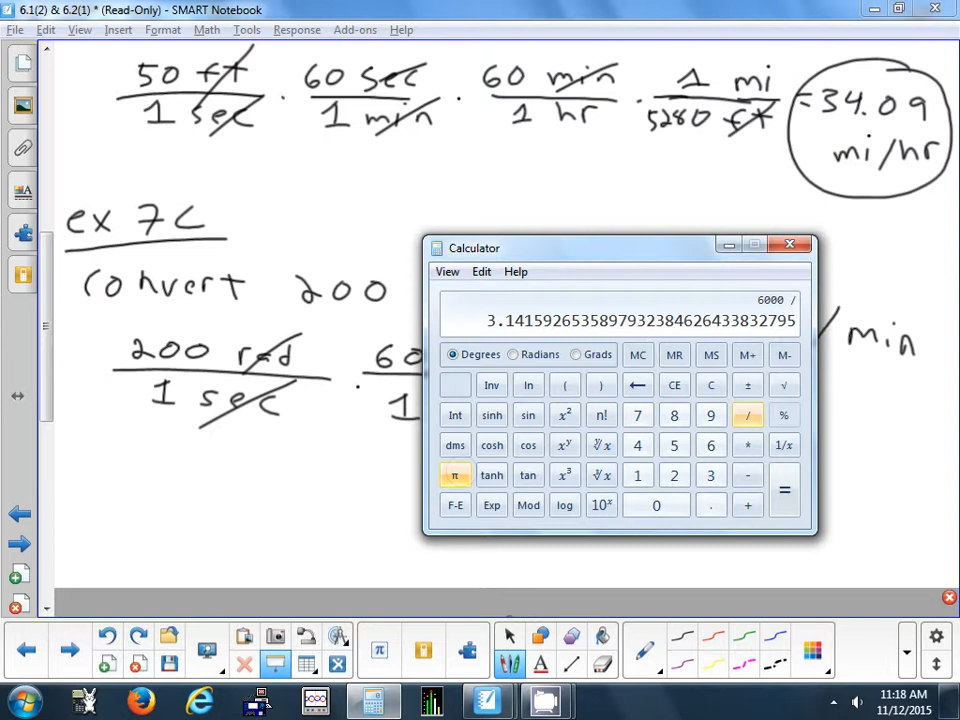 6.1(2) & 6.2(1) * (Read-Only) - SMART Notebook
File Edit View Insert Format Math Tools Response Add-ons Help
50 ft 60 sec 60 min 1 mi
1 sec · 1 min · 1 hr · 5280 ft = 34.09 mi/hr
ex 7C
Convert 200
/min
200 rad 60
1 sec · 1
Calculator
View Edit Help
6000 /
3.1415926535897932384626433832795
Degrees Radians Grads MC MR MS M+ M-
Inv ln ( ) ← CE C ± √
Int sinh sin x² n! 7 8 9 / %
dms cosh cos xʸ ʸ√x 4 5 6 * 1/x
π tanh tan x³ ³√x 1 2 3 - =
F-E Exp Mod log 10ˣ 0 . +
11:18 AM
11/12/2015